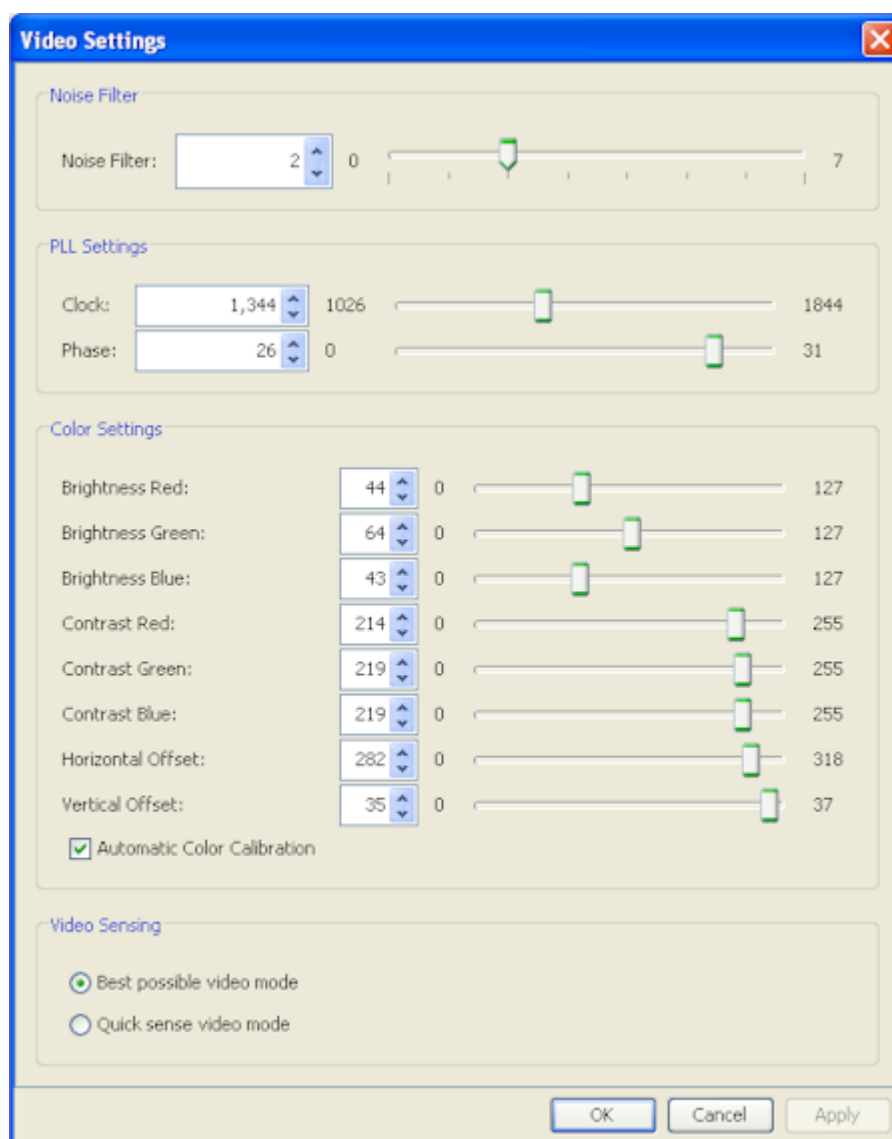 Video Settings
Noise Filter
Noise Filter: 2 0 7
PLL Settings
Clock: 1,344 1026 1844
Phase: 26 0 31
Color Settings
Brightness Red: 44 0 127
Brightness Green: 64 0 127
Brightness Blue: 43 0 127
Contrast Red: 214 0 255
Contrast Green: 219 0 255
Contrast Blue: 219 0 255
Horizontal Offset: 282 0 318
Vertical Offset: 35 0 37
Automatic Color Calibration
Video Sensing
Best possible video mode
Quick sense video mode
OK Cancel Apply